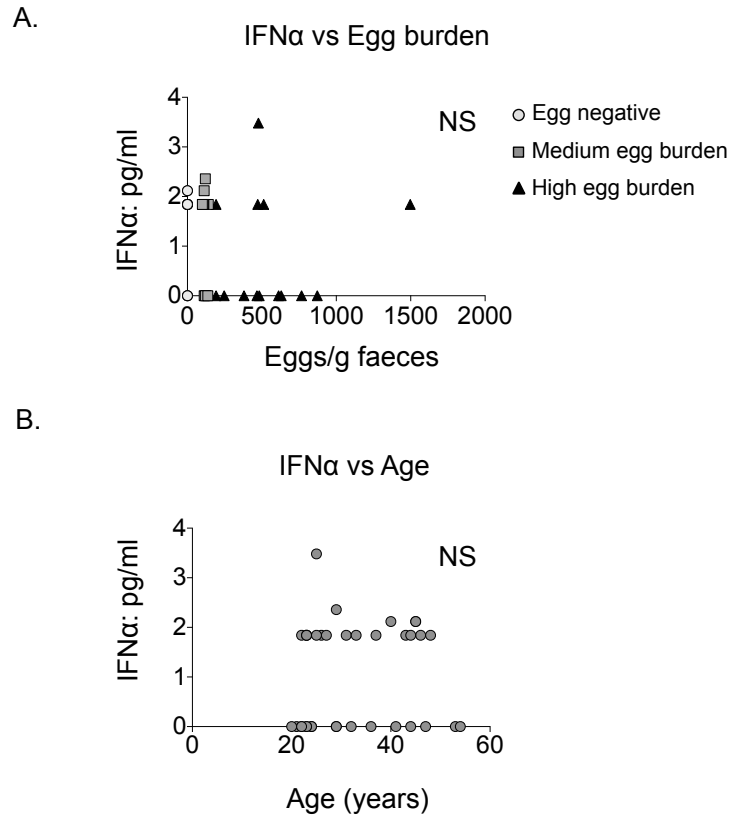 A.
IFNα vs Egg burden
4
3
2
1
0
IFNα: pg/ml
NS
Egg negative
Medium egg burden
High egg burden
0 500 1000 1500 2000
Eggs/g faeces
B.
IFNα vs Age
4
3
2
1
0
IFNα: pg/ml
NS
0 20 40 60
Age (years)